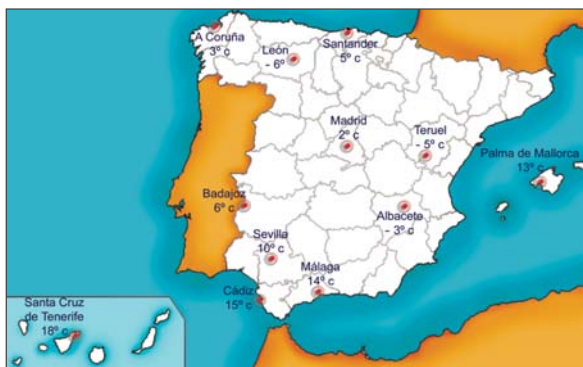 A Coruña
3º c
León
- 6º
Santander
5º c
Madrid
2º c
Teruel
- 5º c
Palma de Mallorca
13º c
Badajoz
6º c
Albacete
- 3º c
Sevilla
10º c
Málaga
14º c
Cádiz
15º c
Santa Cruz
de Tenerife
18º c